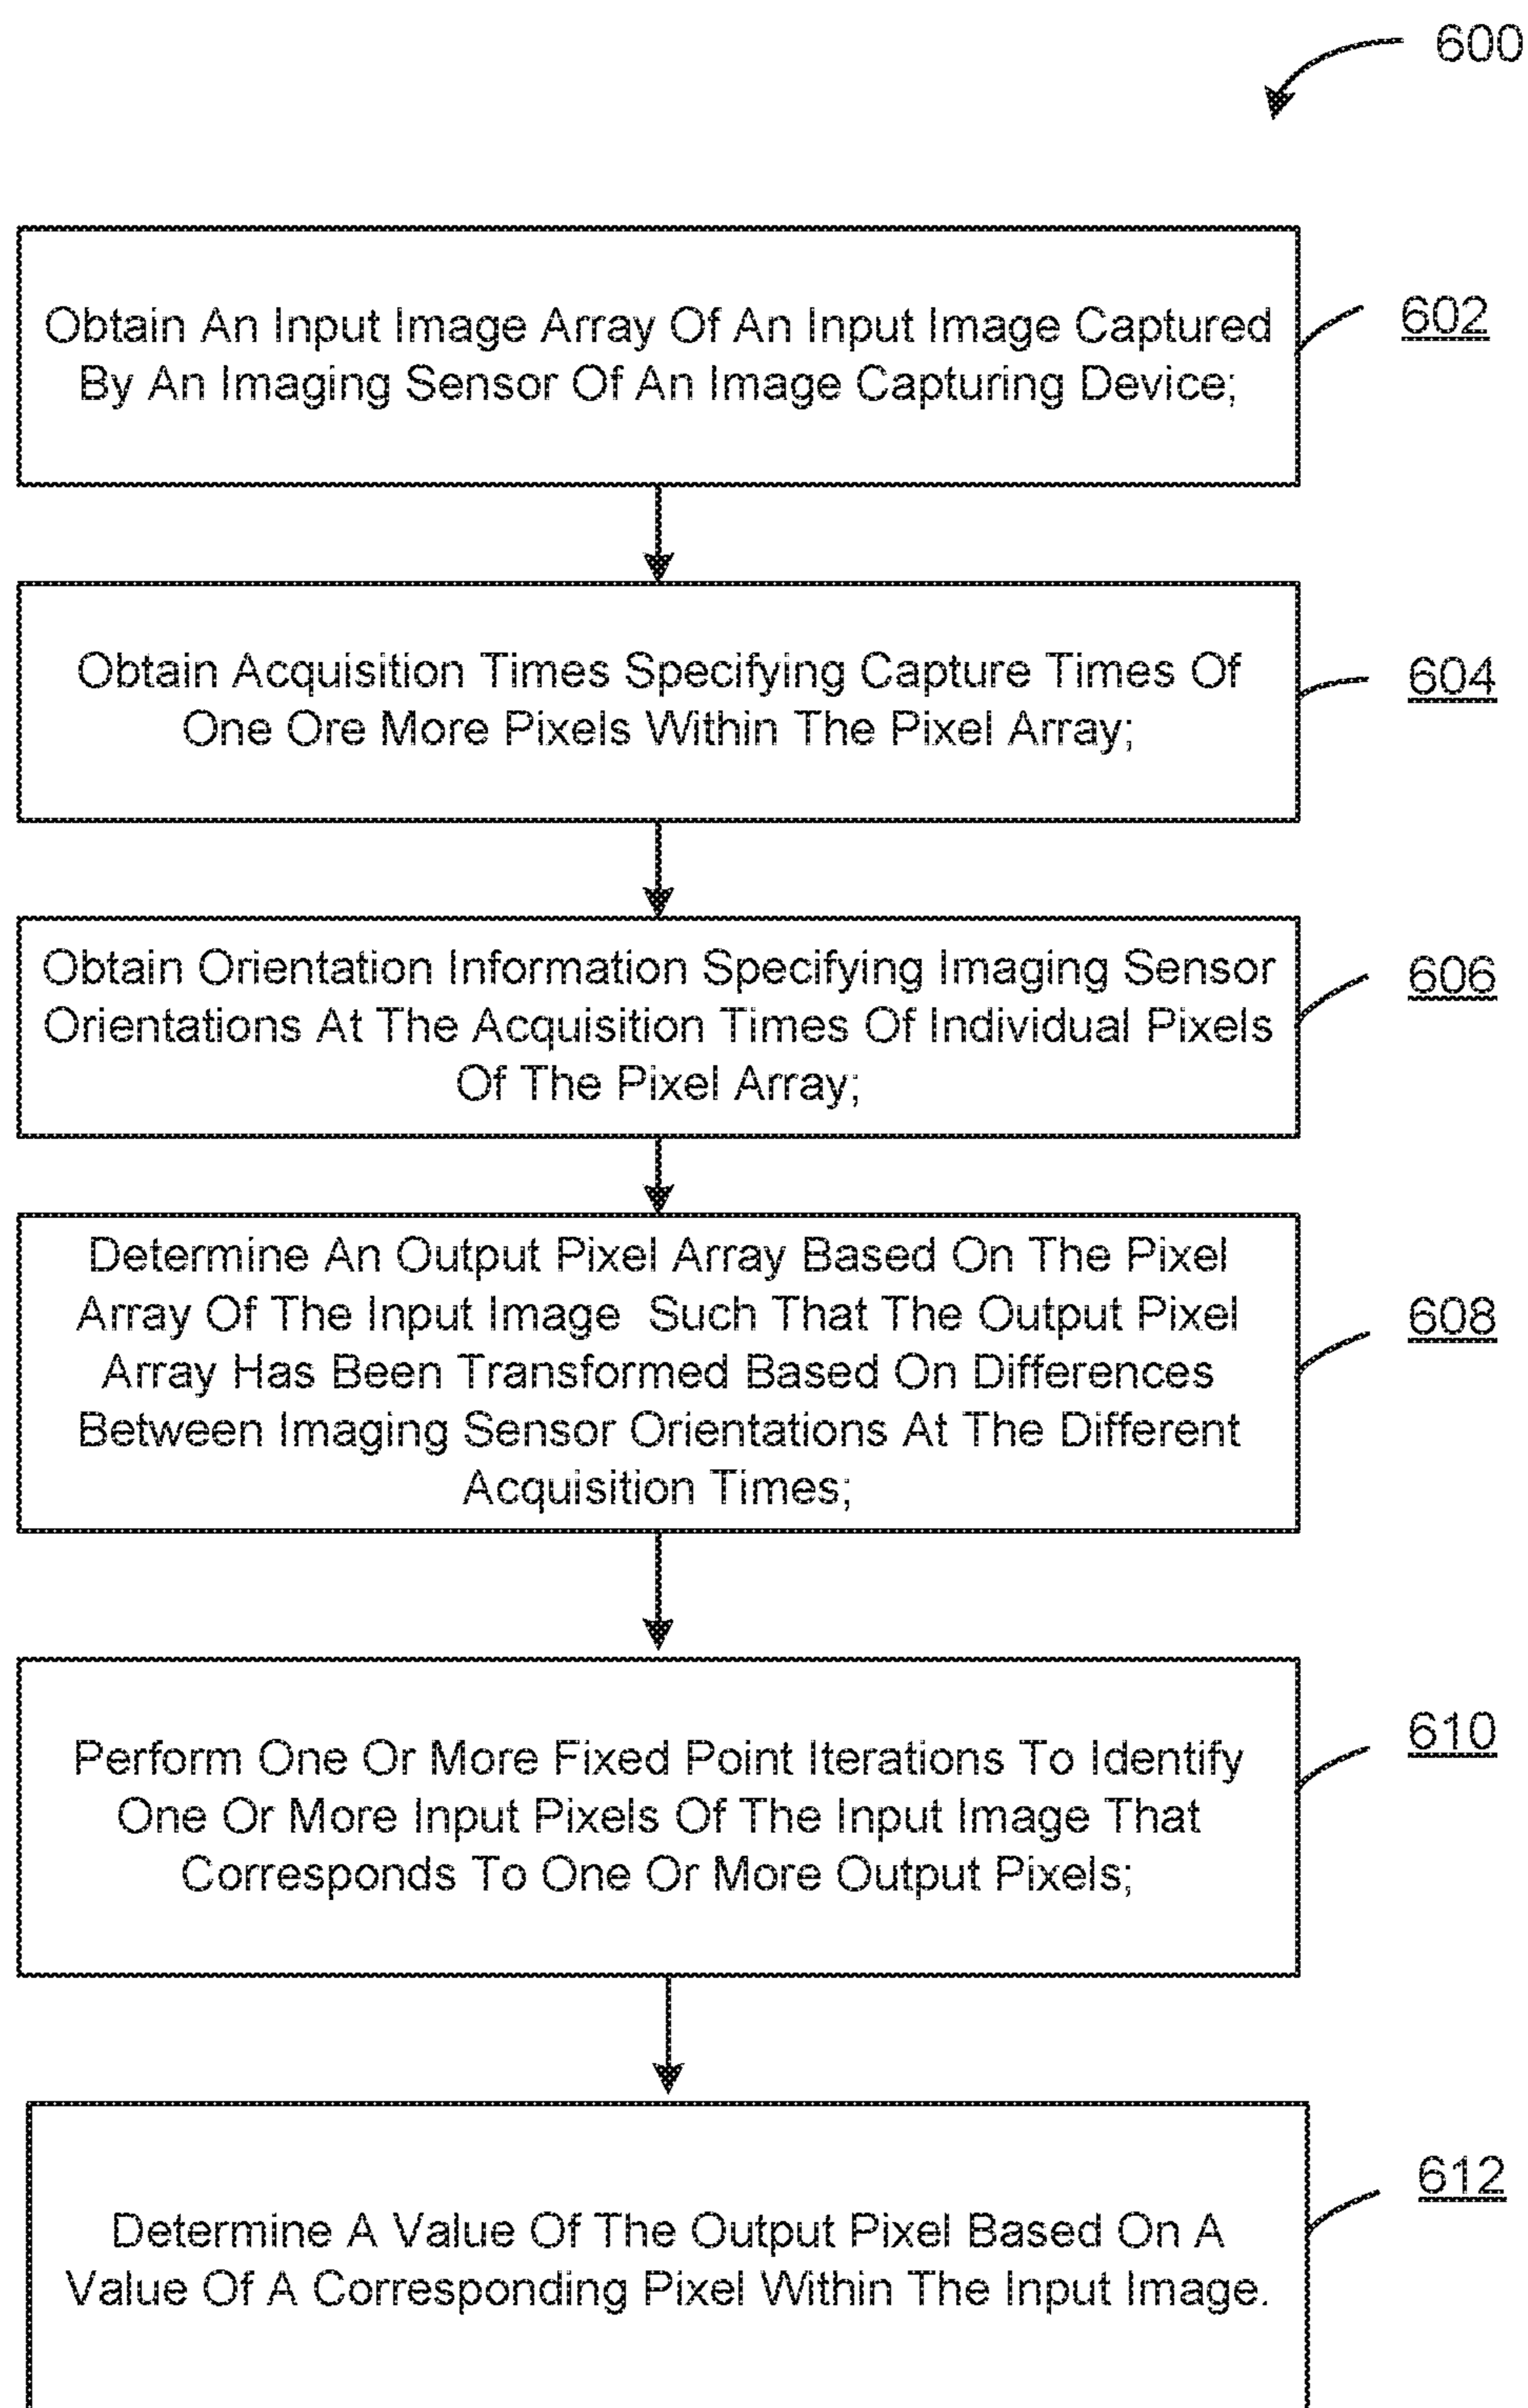 600
Obtain An Input Image Array Of An Input Image Captured
By An Imaging Sensor Of An Image Capturing Device;
602
Obtain Acquisition Times Specifying Capture Times Of
One Ore More Pixels Within The Pixel Array;
604
Obtain Orientation Information Specifying Imaging Sensor
Orientations At The Acquisition Times Of Individual Pixels
Of The Pixel Array;
606
Determine An Output Pixel Array Based On The Pixel
Array Of The Input Image Such That The Output Pixel
Array Has Been Transformed Based On Differences
Between Imaging Sensor Orientations At The Different
Acquisition Times;
608
Perform One Or More Fixed Point Iterations To Identify
One Or More Input Pixels Of The Input Image That
Corresponds To One Or More Output Pixels;
610
Determine A Value Of The Output Pixel Based On A
Value Of A Corresponding Pixel Within The Input Image.
612